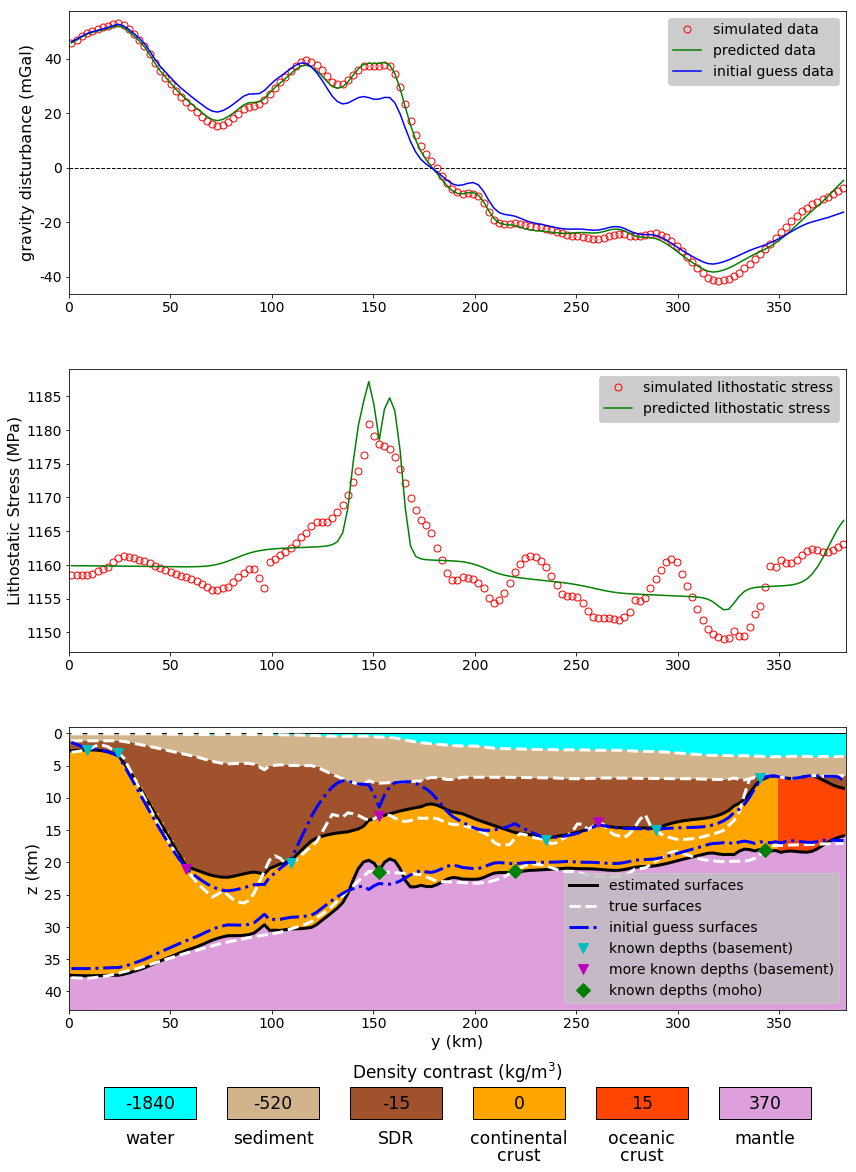 gravity disturbance (mGal)
40
20
0
-20
-40
simulated data
predicted data
initial guess data
0 50 100 150 200 250 300 350
Lithostatic Stress (MPa)
1185
1180
1175
1170
1165
1160
1155
1150
simulated lithostatic stress
predicted lithostatic stress
0 50 100 150 200 250 300 350
z (km)
0
5
10
15
20
25
30
35
40
estimated surfaces
true surfaces
initial guess surfaces
known depths (basement)
more known depths (basement)
known depths (moho)
0 50 100 150 200 250 300 350
y (km)
Density contrast (kg/m³)
-1840 -520 -15 0 15 370
water sediment SDR continental oceanic mantle
crust crust